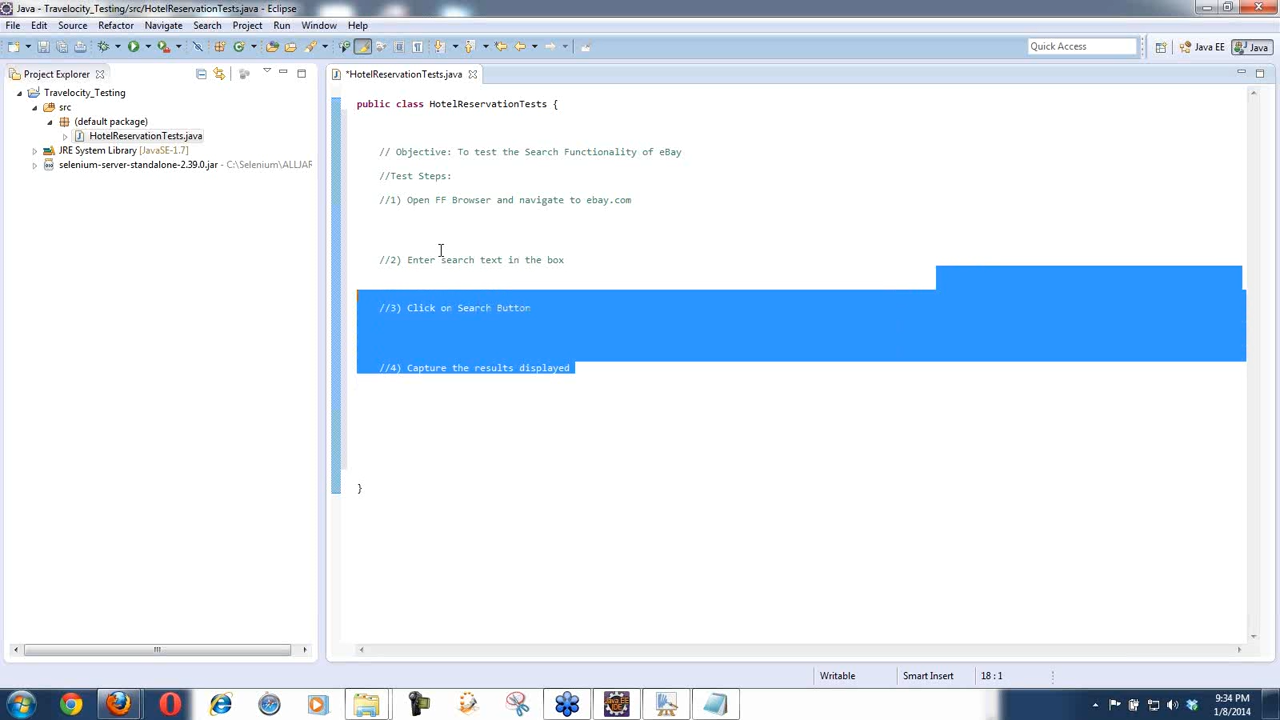 Java - Travelocity_Testing/src/HotelReservationTests.java - Eclipse
File Edit Source Refactor Navigate Search Project Run Window Help
Quick Access
Java EE
Java
Project Explorer
*HotelReservationTests.java
Travelocity_Testing
src
(default package)
HotelReservationTests.java
JRE System Library [JavaSE-1.7]
selenium-server-standalone-2.39.0.jar - C:\Selenium\ALLJAR
public class HotelReservationTests {
// Objective: To test the Search Functionality of eBay
//Test Steps:
//1) Open FF Browser and navigate to ebay.com
//2) Enter search text in the box
//3) Click on Search Button
//4) Capture the results displayed
}
Writable
Smart Insert
18 : 1
9:34 PM
1/8/2014